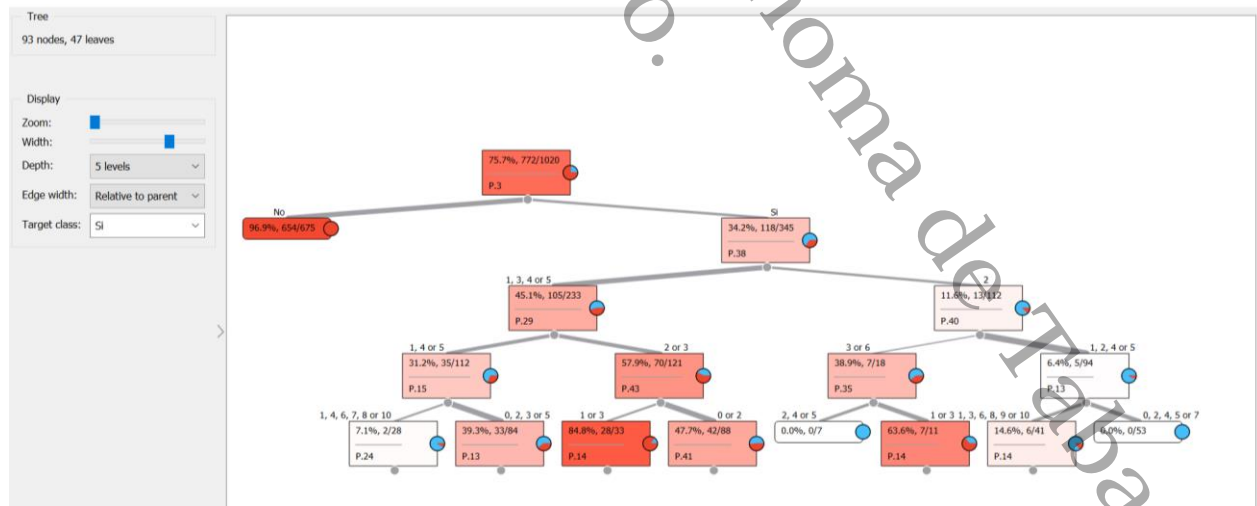 Tree
93 nodes, 47 leaves
Display
Zoom:
Width:
Depth: 5 levels
Edge width: Relative to parent
Target class: Si
75.7%, 772/1020
P.3
No
Si
96.9%, 654/675
34.2%, 118/345
P.38
1, 3, 4 or 5
2
45.1%, 105/233
P.29
11.6%, 13/112
P.40
1, 4 or 5
2 or 3
3 or 6
1, 2, 4 or 5
31.2%, 35/112
P.15
57.9%, 70/121
P.43
38.9%, 7/18
P.35
6.4%, 6/94
P.13
1, 4, 6, 7, 8 or 10
0, 2, 3 or 5
1 or 3
0 or 2
2, 4 or 5
1 or 3
1, 3, 6, 8, 9 or 10
0, 2, 4, 5 or 7
7.1%, 2/28
P.24
39.3%, 33/84
P.13
84.8%, 28/33
P.14
47.7%, 42/88
P.41
0.0%, 0/7
63.6%, 7/11
P.14
14.6%, 6/41
P.14
0.0%, 0/53
o.
noma de Taba